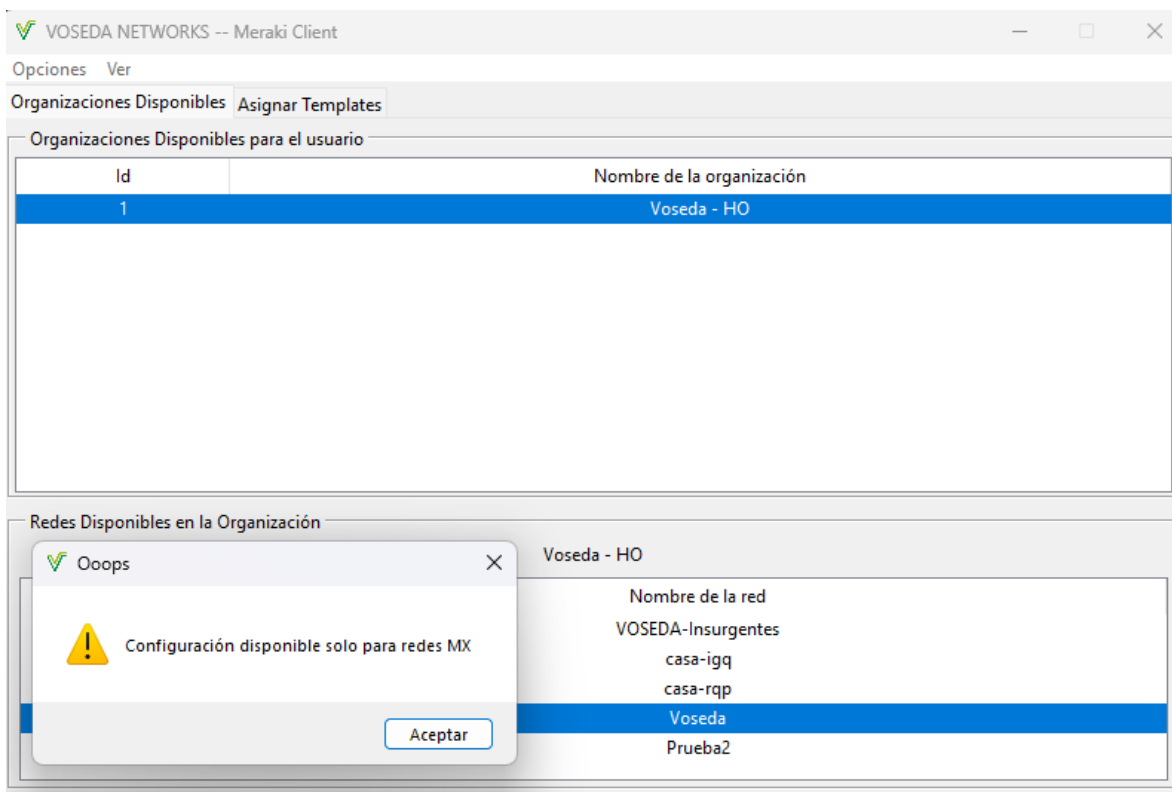 VOSEDA NETWORKS -- Meraki Client
Opciones Ver
Organizaciones Disponibles Asignar Templates
Organizaciones Disponibles para el usuario
Id Nombre de la organización
1 Voseda - HO
Redes Disponibles en la Organización
Voseda - HO
Ooops
Configuración disponible solo para redes MX
Aceptar
Nombre de la red
VOSEDA-Insurgentes
casa-igq
casa-rqp
Voseda
Prueba2